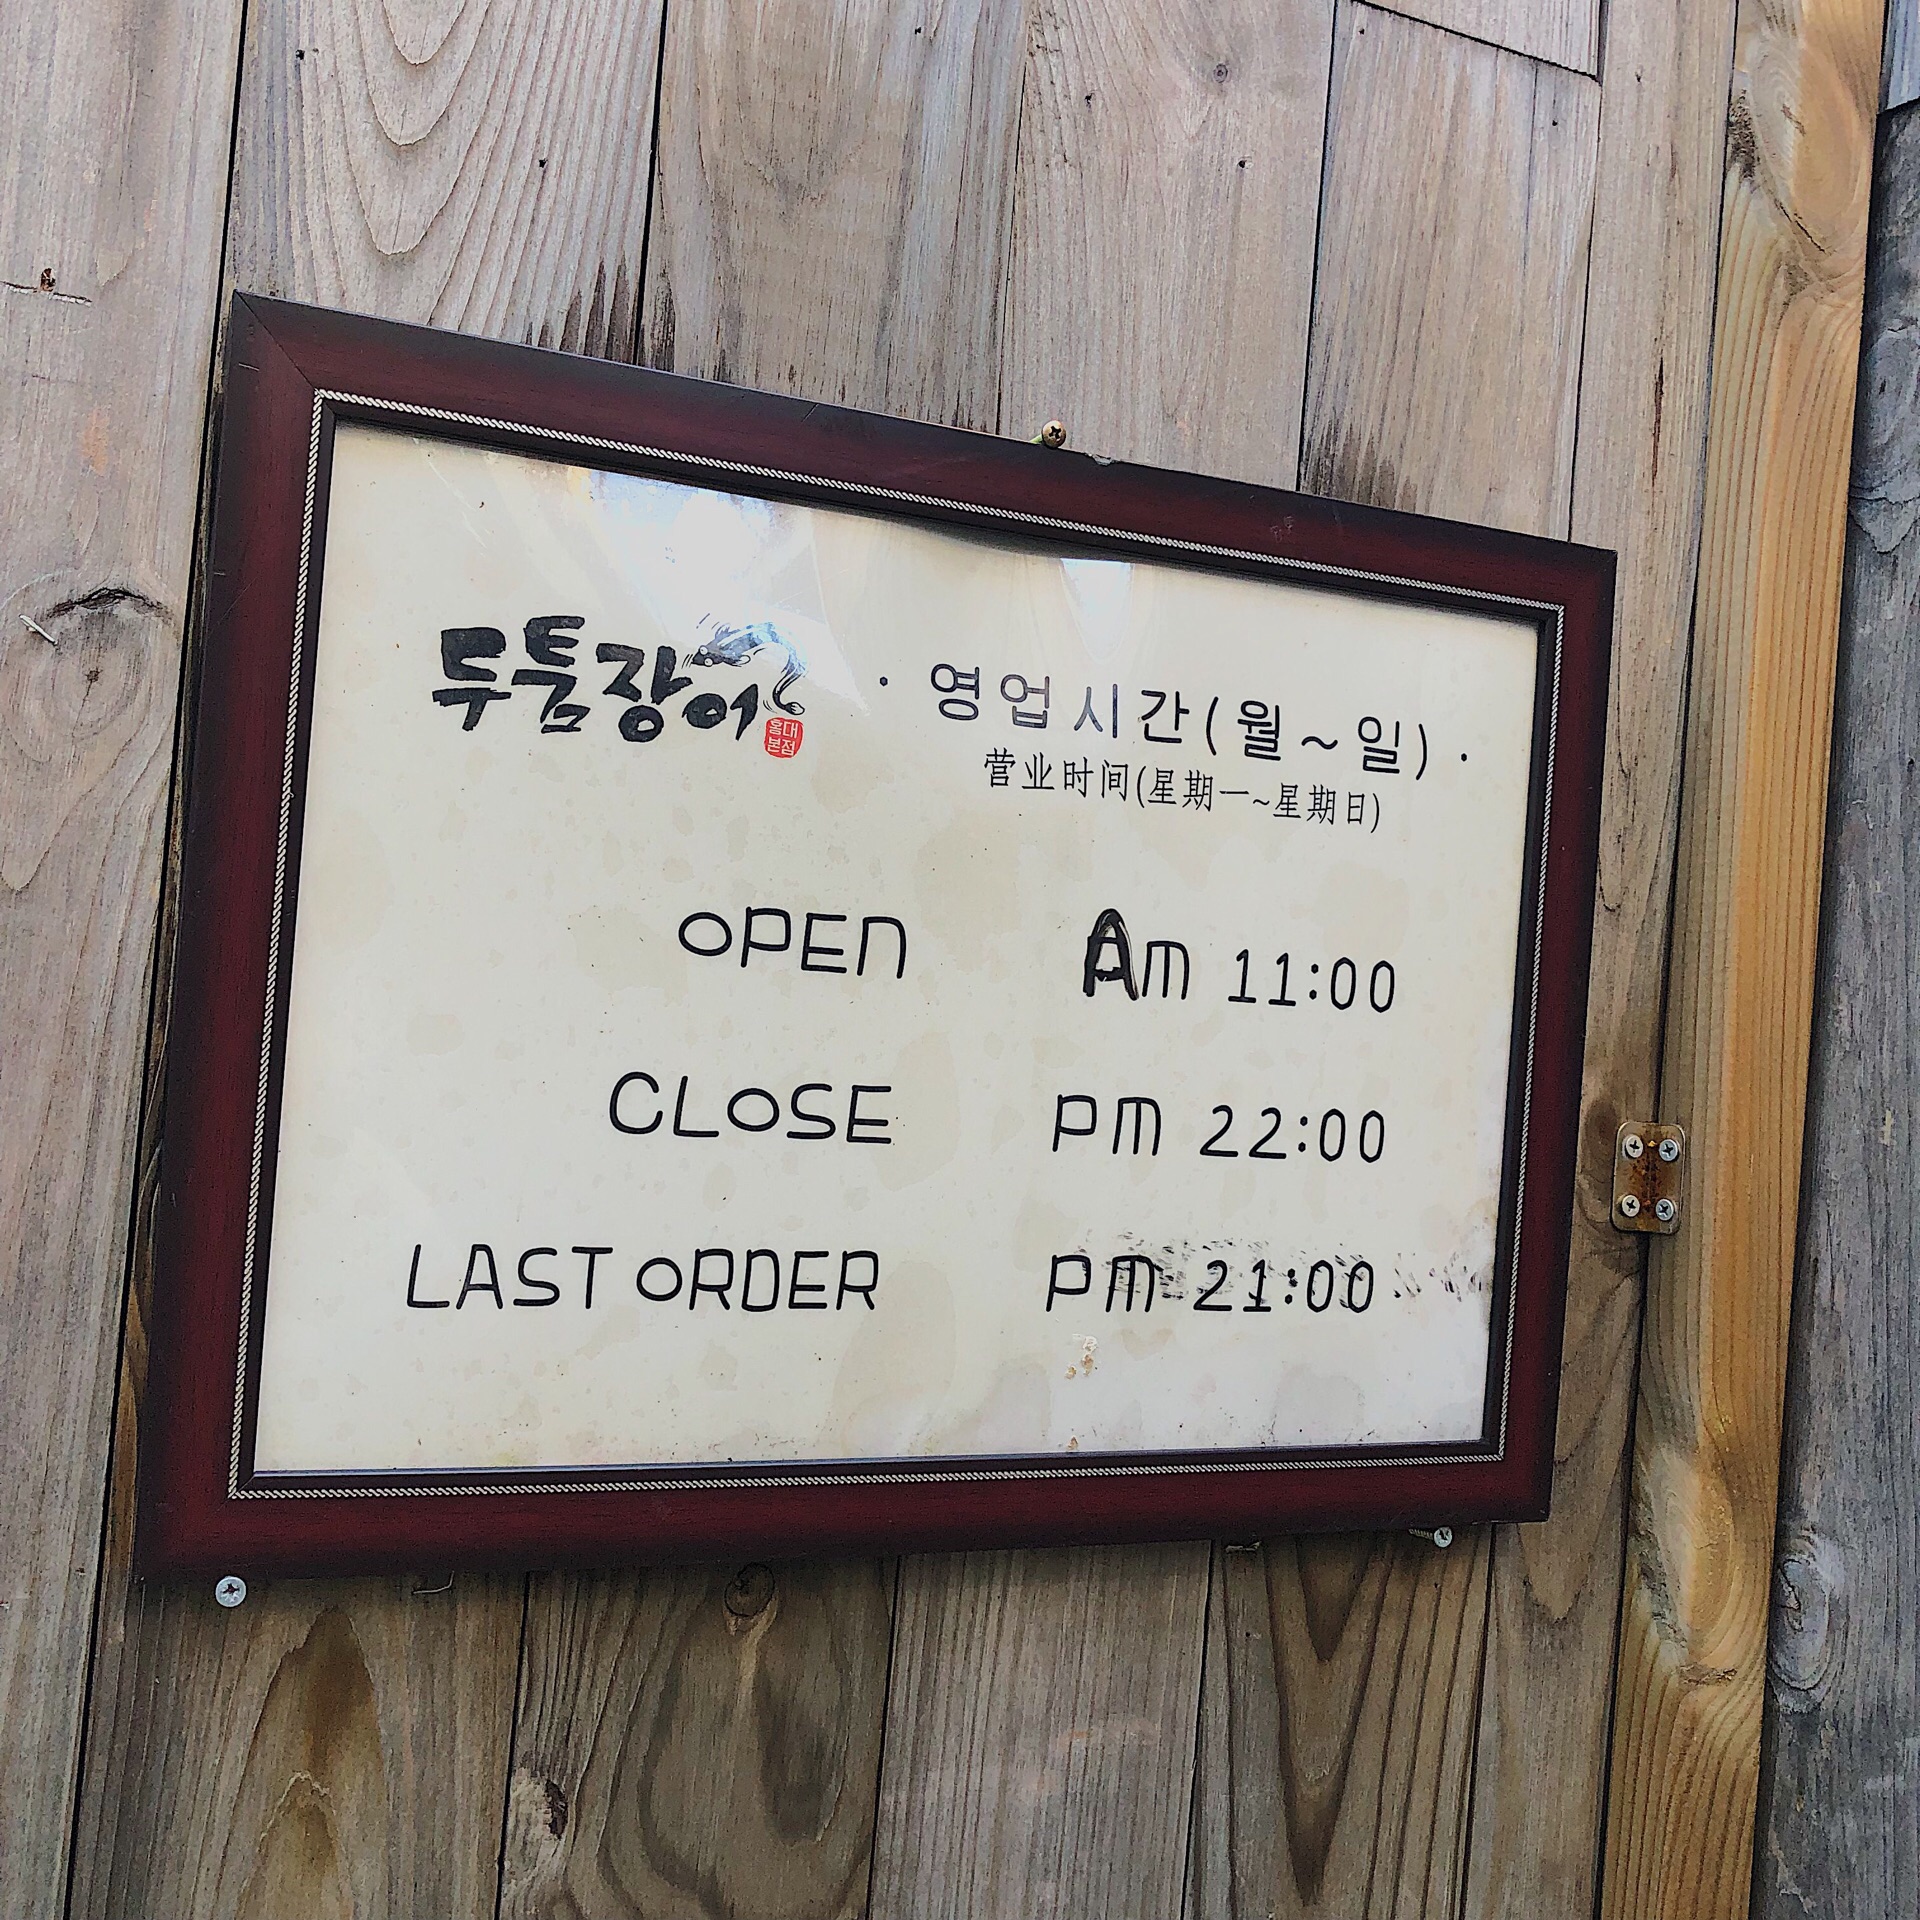 두툼장어
홍대
본점
· 영업시간(월~일) ·
营业时间(星期一~星期日)
OPEN Am 11:00
CLOSE PM 22:00
LAST ORDER PM 21:00